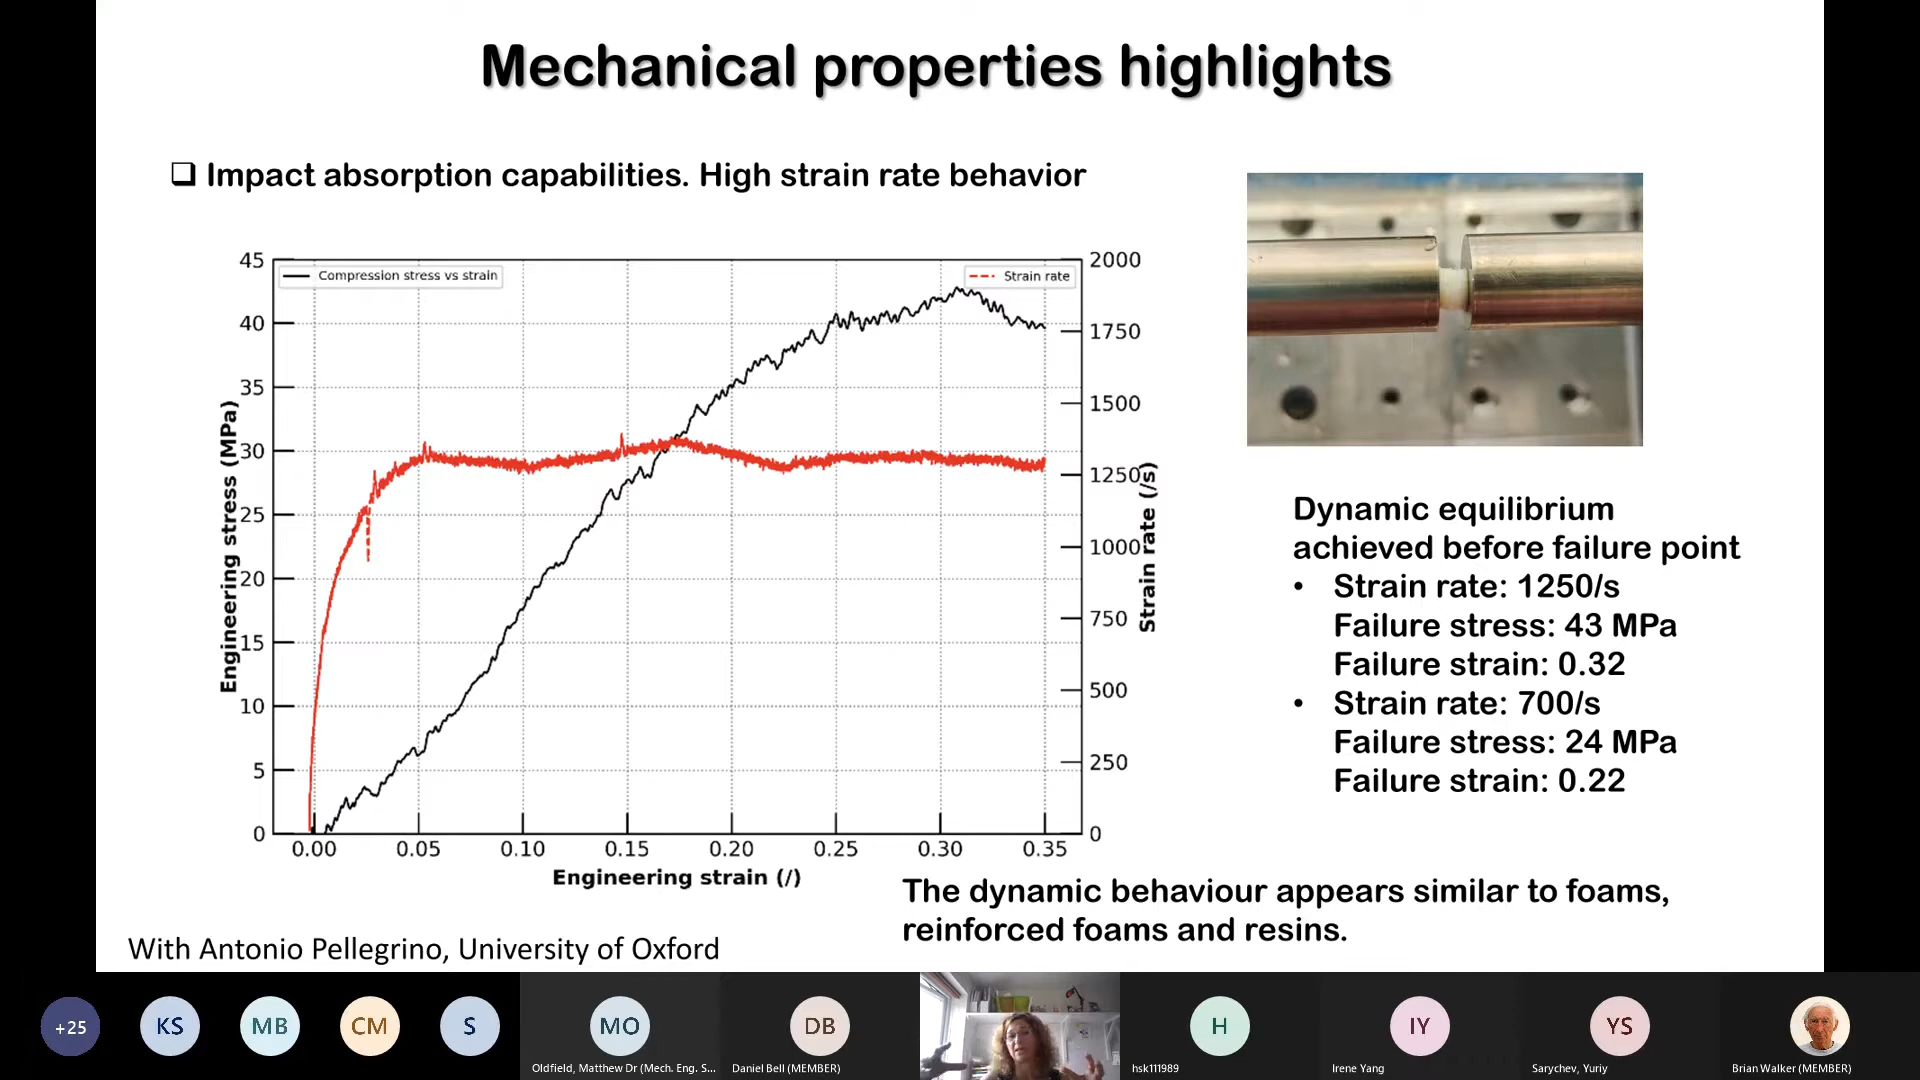 Mechanical properties highlights
❑ Impact absorption capabilities. High strain rate behavior
Compression stress vs strain
Strain rate
45
40
35
30
25
20
15
10
5
0
Engineering stress (MPa)
2000
1750
1500
1250
1000
750
500
250
0
Strain rate (/s)
0.00 0.05 0.10 0.15 0.20 0.25 0.30 0.35
Engineering strain (/)
Dynamic equilibrium
achieved before failure point
• Strain rate: 1250/s
Failure stress: 43 MPa
Failure strain: 0.32
• Strain rate: 700/s
Failure stress: 24 MPa
Failure strain: 0.22
The dynamic behaviour appears similar to foams,
reinforced foams and resins.
With Antonio Pellegrino, University of Oxford
+25 KS MB CM S MO DB H IY YS
Oldfield, Matthew Dr (Mech. Eng. S... Daniel Bell (MEMBER) hsk111989 Irene Yang Sarychev, Yuriy Brian Walker (MEMBER)